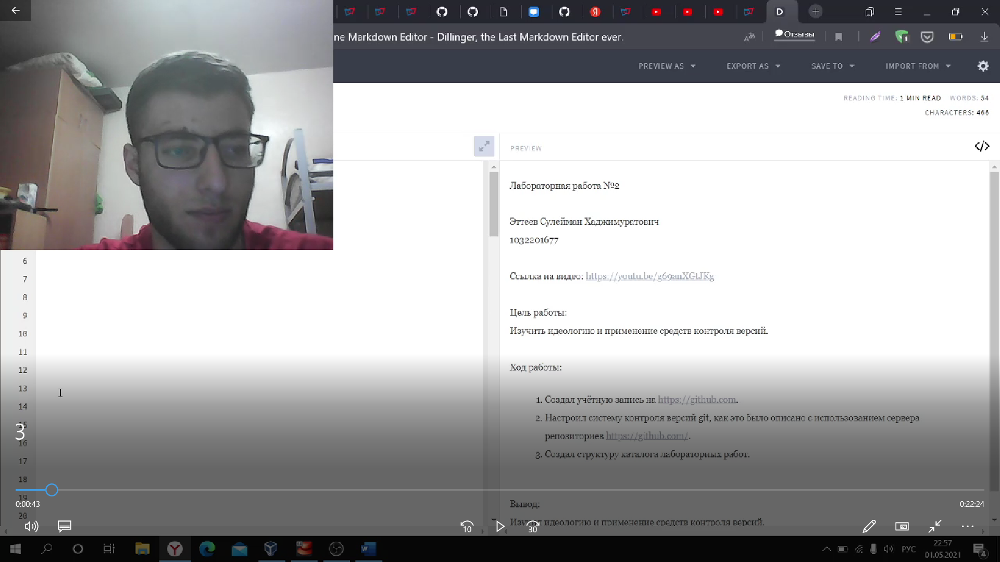 ne Markdown Editor - Dillinger, the Last Markdown Editor ever.
Отзывы
1
PREVIEW AS
EXPORT AS
SAVE TO
IMPORT FROM
READING TIME: 1 MIN READ WORDS: 54
CHARACTERS: 466
PREVIEW
Лабораторная работа №2
Эттеев Сулейман Хаджимуратович
1032201677
Ссылка на видео: https://youtu.be/g69anXGtJKg
Цель работы:
Изучить идеологию и применение средств контроля версий.
Ход работы:
1. Создал учётную запись на https://github.com.
2. Настроил систему контроля версий git, как это было описано с использованием сервера
репозиториев https://github.com/.
3. Создал структуру каталога лабораторных работ.
Вывод:
идеологию и применение средств контроля версий.
6
7
8
9
10
11
12
13
14
15
3
16
17
18
19
20
0:00:43
0:22:24
10
30
РУС
22:57
01.05.2021
4